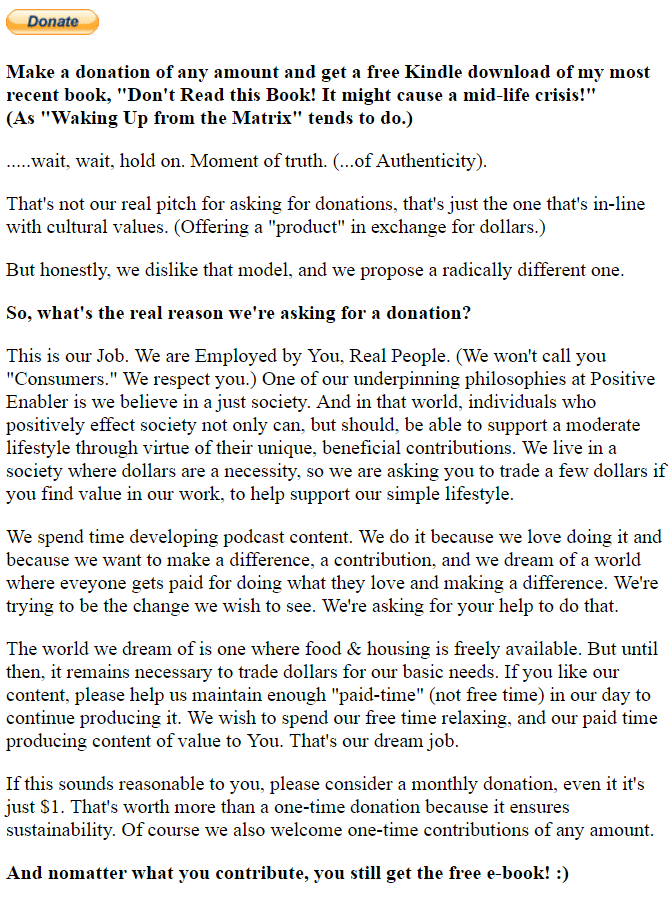 Donate
Make a donation of any amount and get a free Kindle download of my most
recent book, "Don't Read this Book! It might cause a mid-life crisis!"
(As "Waking Up from the Matrix" tends to do.)
.....wait, wait, hold on. Moment of truth. (...of Authenticity).
That's not our real pitch for asking for donations, that's just the one that's in-line
with cultural values. (Offering a "product" in exchange for dollars.)
But honestly, we dislike that model, and we propose a radically different one.
So, what's the real reason we're asking for a donation?
This is our Job. We are Employed by You, Real People. (We won't call you
"Consumers." We respect you.) One of our underpinning philosophies at Positive
Enabler is we believe in a just society. And in that world, individuals who
positively effect society not only can, but should, be able to support a moderate
lifestyle through virtue of their unique, beneficial contributions. We live in a
society where dollars are a necessity, so we are asking you to trade a few dollars if
you find value in our work, to help support our simple lifestyle.
We spend time developing podcast content. We do it because we love doing it and
because we want to make a difference, a contribution, and we dream of a world
where eveyone gets paid for doing what they love and making a difference. We're
trying to be the change we wish to see. We're asking for your help to do that.
The world we dream of is one where food & housing is freely available. But until
then, it remains necessary to trade dollars for our basic needs. If you like our
content, please help us maintain enough "paid-time" (not free time) in our day to
continue producing it. We wish to spend our free time relaxing, and our paid time
producing content of value to You. That's our dream job.
If this sounds reasonable to you, please consider a monthly donation, even it it's
just $1. That's worth more than a one-time donation because it ensures
sustainability. Of course we also welcome one-time contributions of any amount.
And nomatter what you contribute, you still get the free e-book! :)